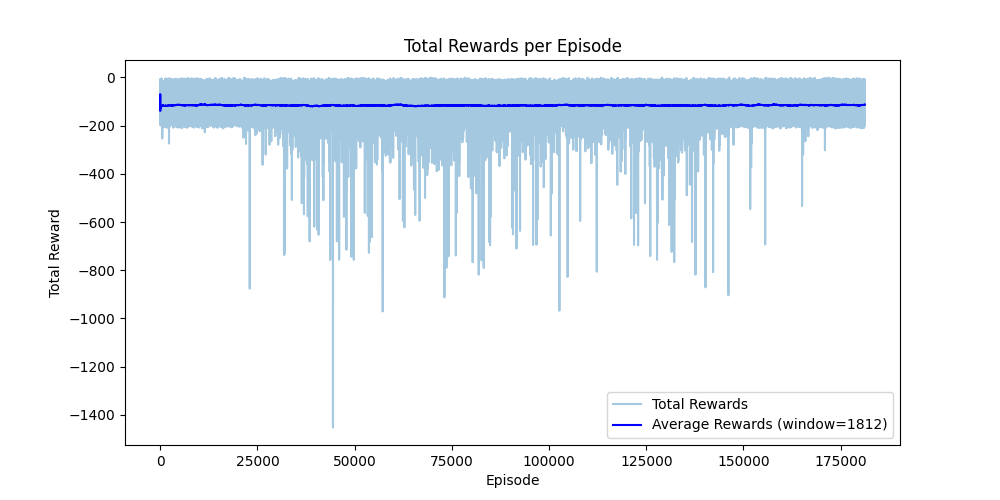 Total Rewards per Episode
0
−200
−400
−600
−800
−1000
−1200
−1400
Total Reward
Total Rewards
Average Rewards (window=1812)
0 25000 50000 75000 100000 125000 150000 175000
Episode